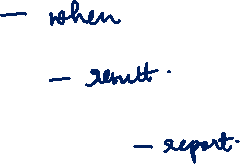 - when
- result.
- report.